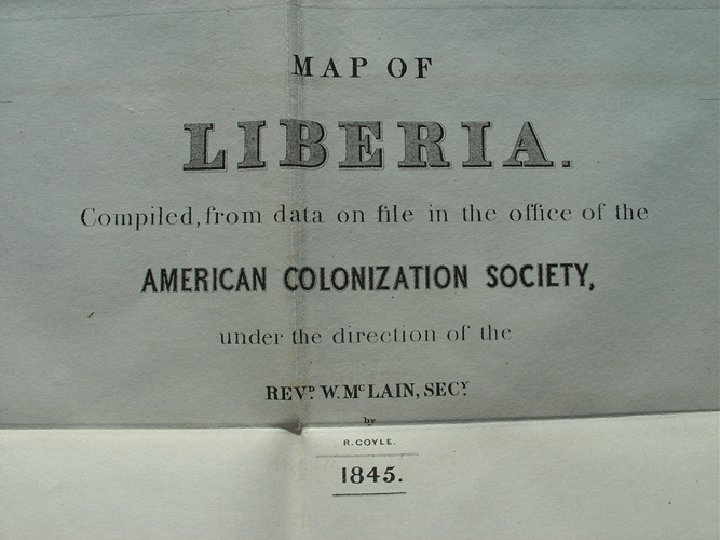 MAP OF
LIBERIA.
Compiled, from data on file in the office of the
AMERICAN COLONIZATION SOCIETY,
under the direction of the
REVD. W. McLAIN, SECY.
by
R. COYLE.
1845.